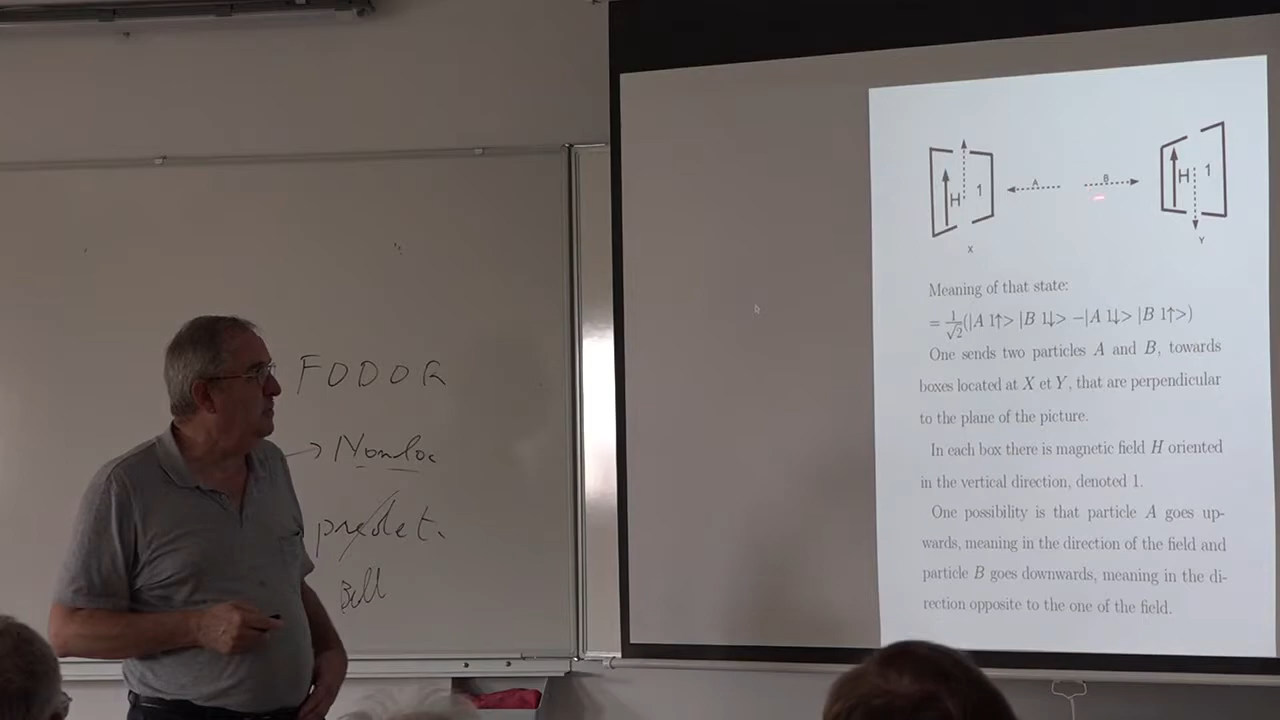 FODOR
→ Nonloc
predet.
Bell
H
1
X
A
B
H
1
Y
Meaning of that state:
= 1/√2(|A 1↑> |B 1↓> −|A 1↓> |B 1↑>)
One sends two particles A and B, towards
boxes located at X et Y, that are perpendicular
to the plane of the picture.
In each box there is magnetic field H oriented
in the vertical direction, denoted 1.
One possibility is that particle A goes up-
wards, meaning in the direction of the field and
particle B goes downwards, meaning in the di-
rection opposite to the one of the field.